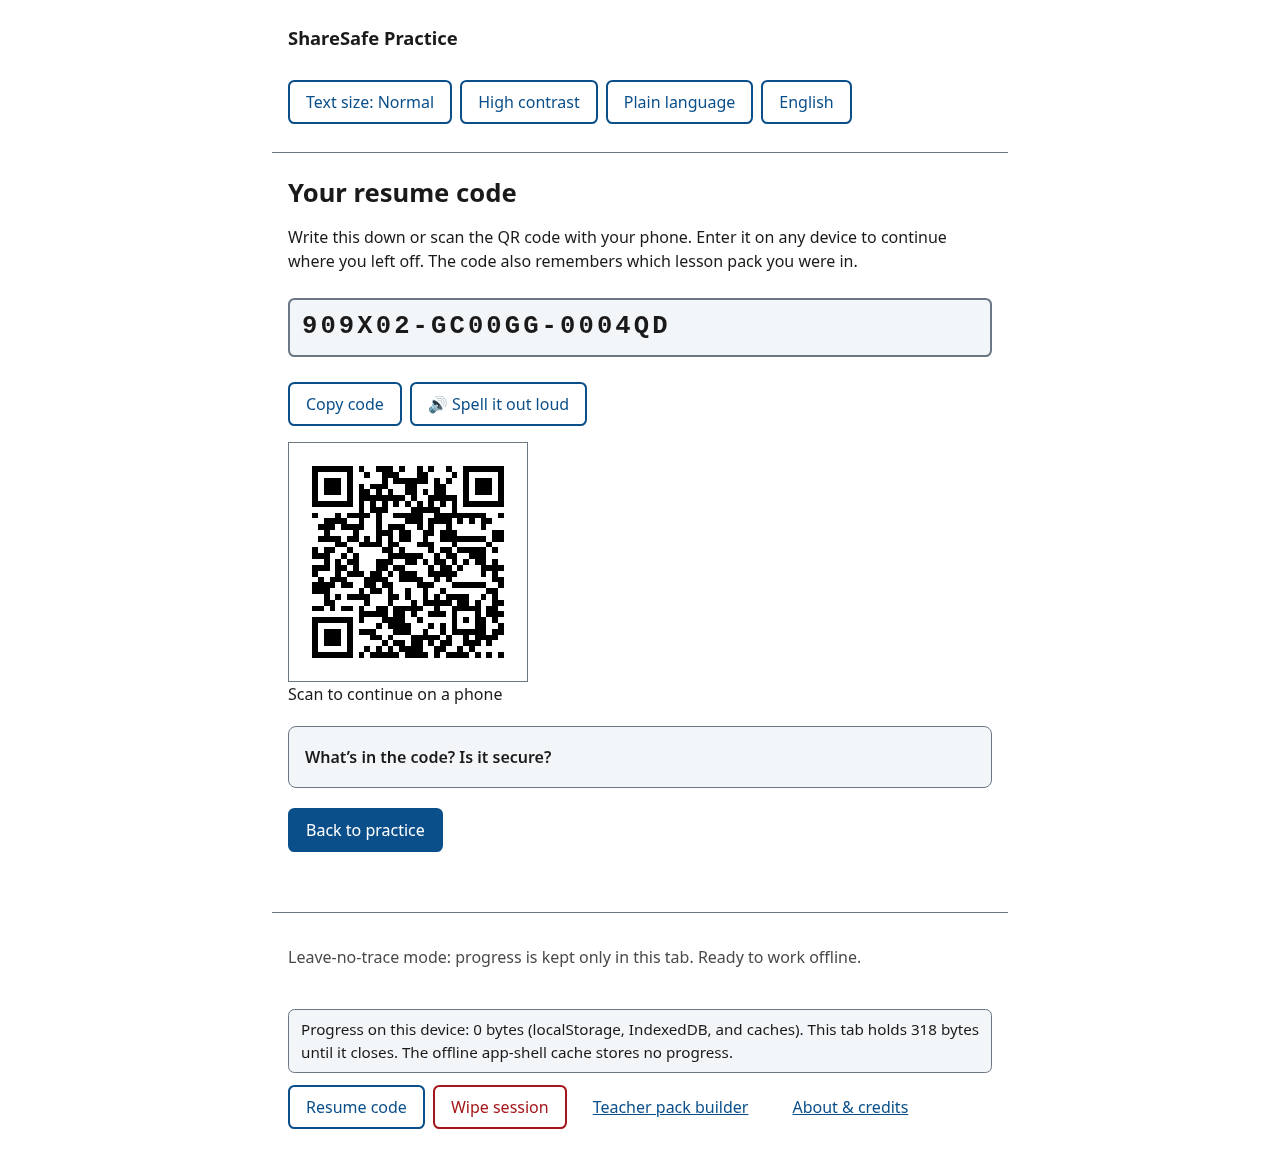 ShareSafe Practice
Text size: Normal
High contrast
Plain language
English
Your resume code
Write this down or scan the QR code with your phone. Enter it on any device to continue
where you left off. The code also remembers which lesson pack you were in.
909X02-GC00GG-0004QD
Copy code
🔊 Spell it out loud
Scan to continue on a phone
What’s in the code? Is it secure?
Back to practice
Leave-no-trace mode: progress is kept only in this tab. Ready to work offline.
Progress on this device: 0 bytes (localStorage, IndexedDB, and caches). This tab holds 318 bytes
until it closes. The offline app-shell cache stores no progress.
Resume code
Wipe session
Teacher pack builder
About & credits